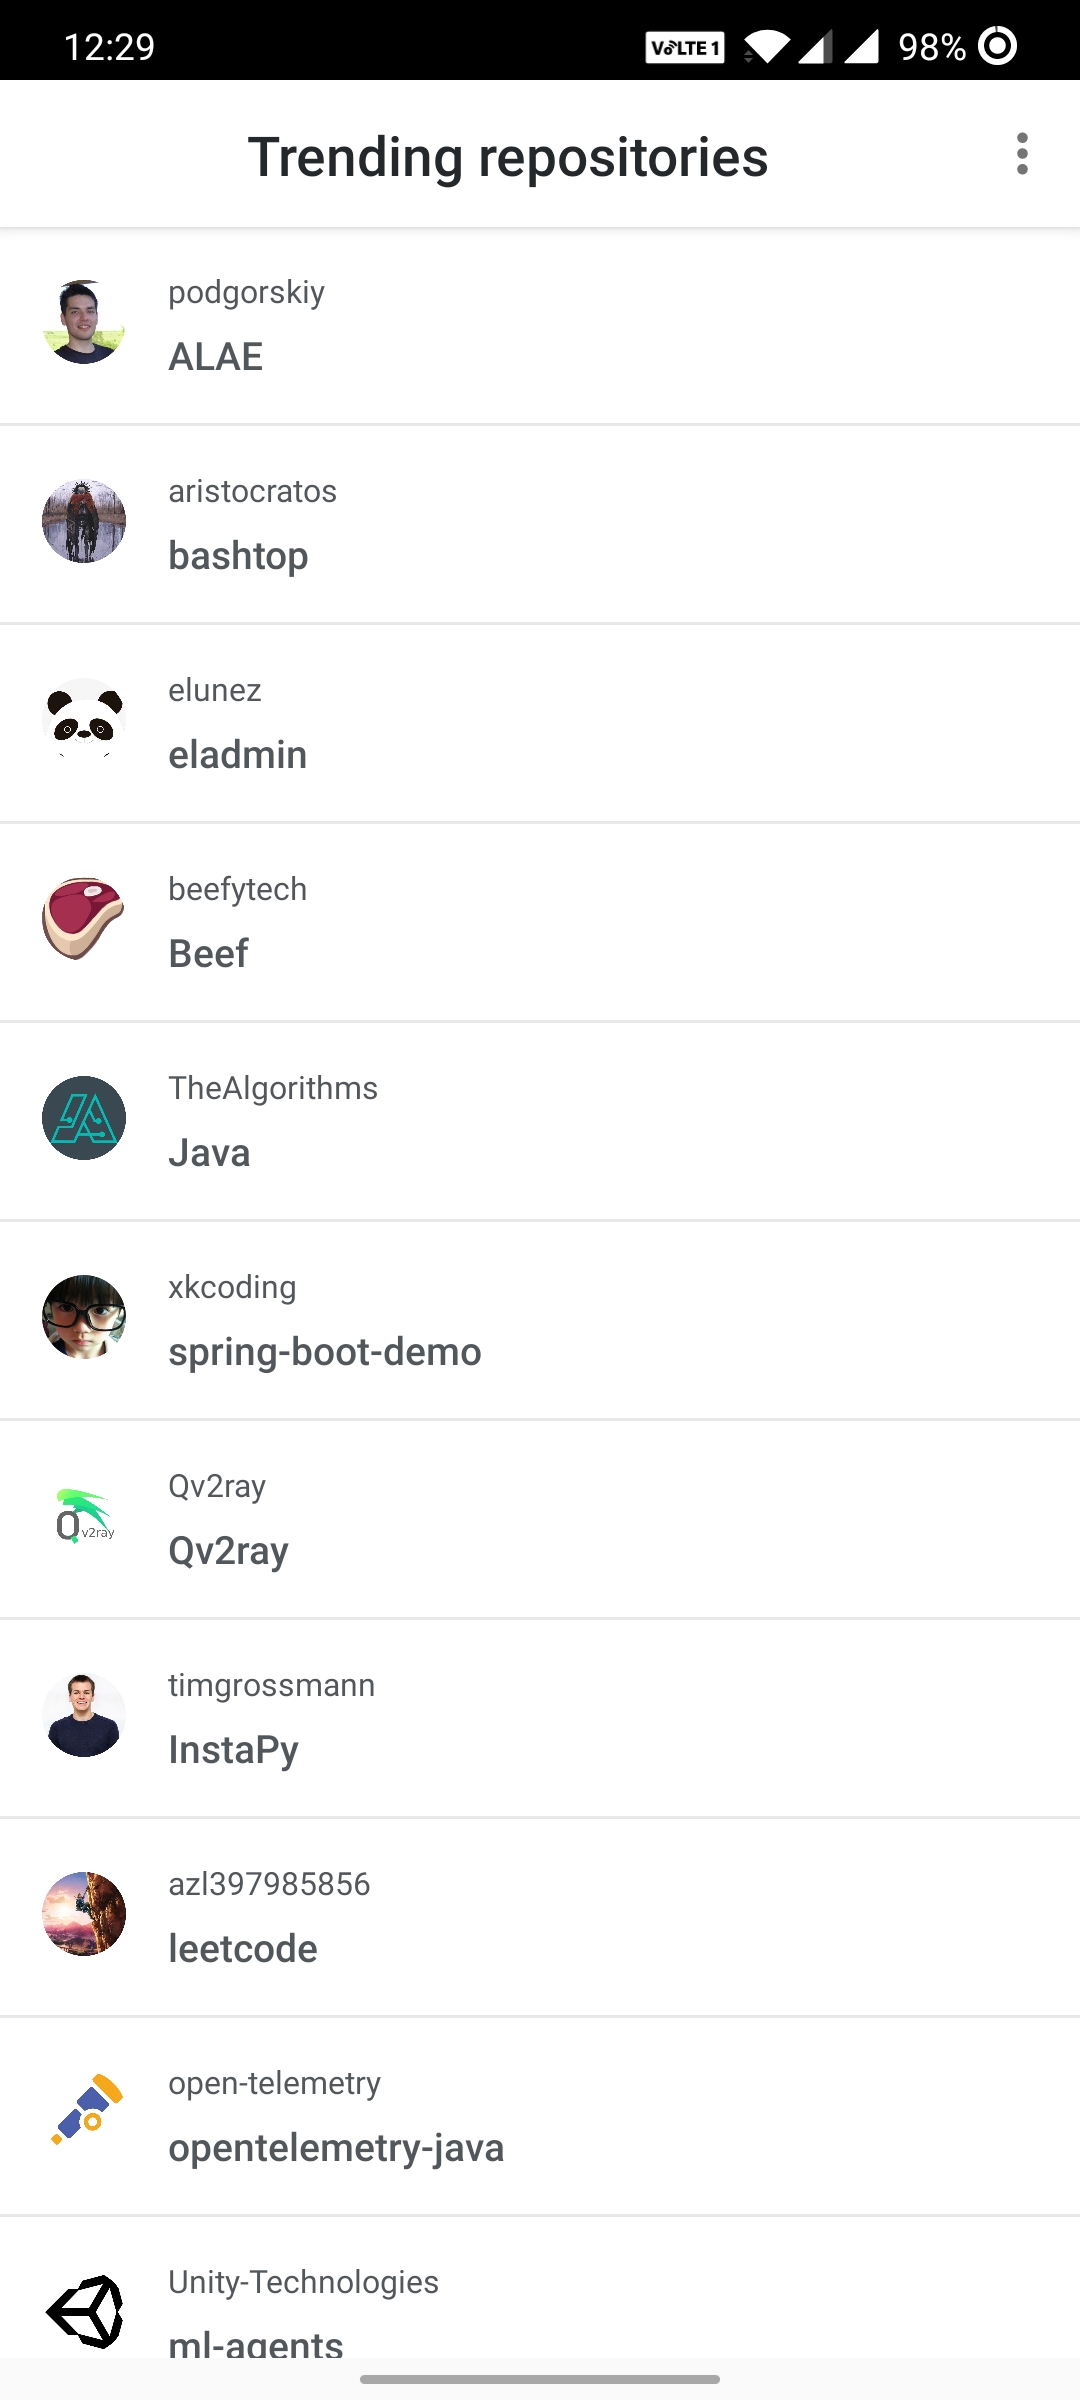 12:29
VoLTE 1
98%
Trending repositories
podgorskiy
ALAE
aristocratos
bashtop
elunez
eladmin
beefytech
Beef
TheAlgorithms
Java
xkcoding
spring-boot-demo
Qv2ray
Qv2ray
Qv2ray
timgrossmann
InstaPy
azl397985856
leetcode
open-telemetry
opentelemetry-java
Unity-Technologies
ml-agents